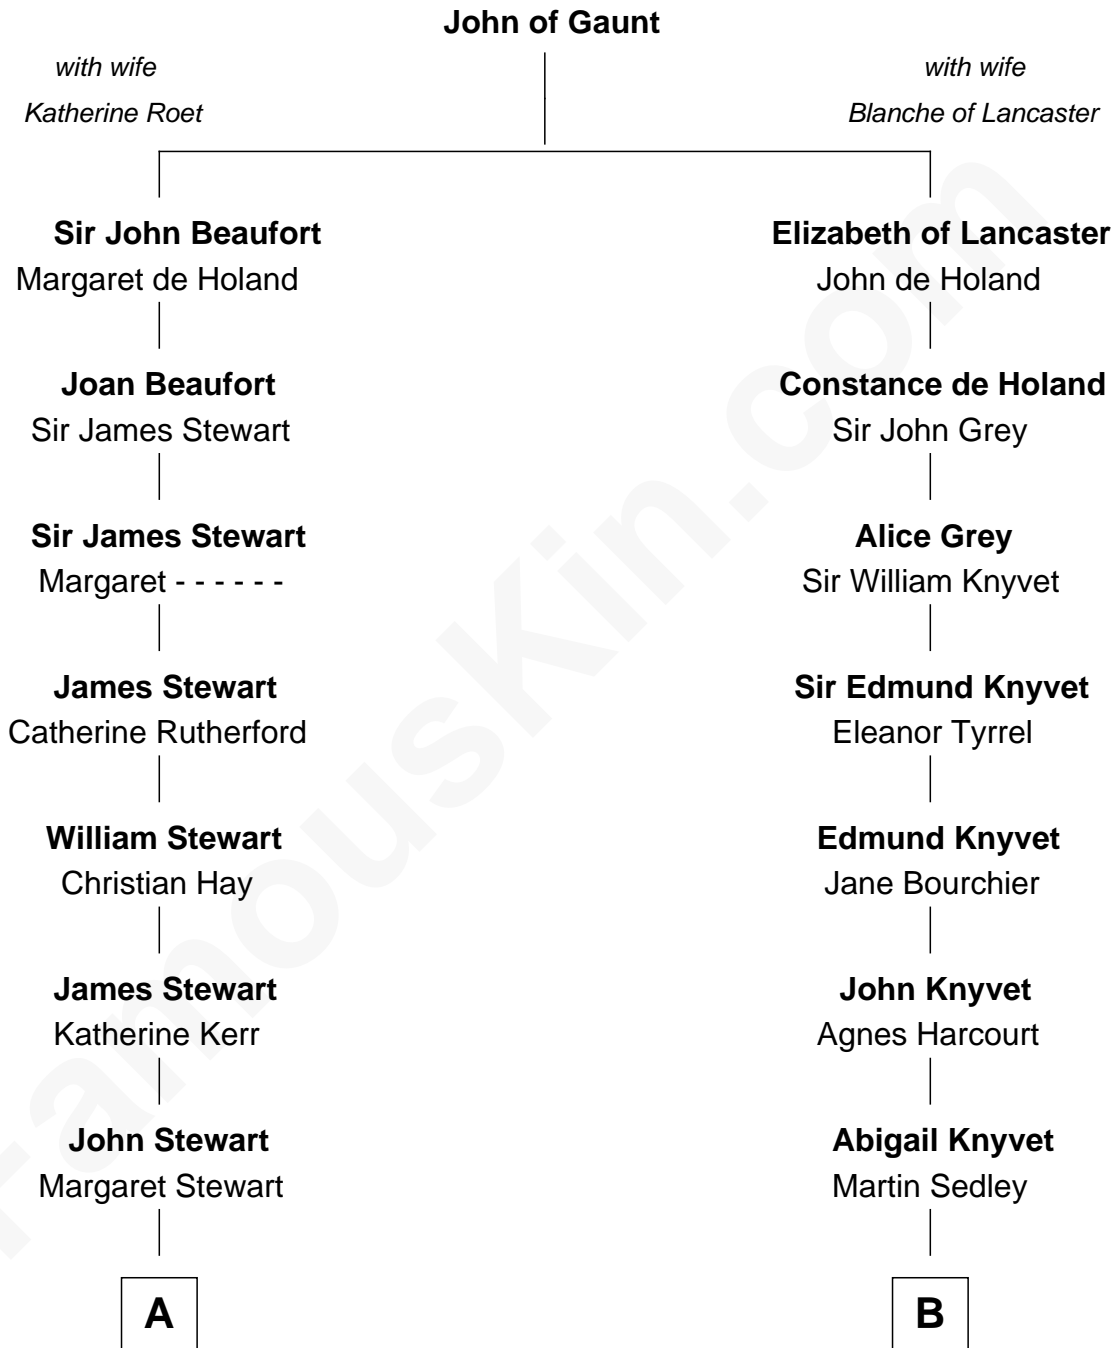 John of Gaunt
with wife
Katherine Roet
with wife
Blanche of Lancaster
Sir John Beaufort
Margaret de Holand
Elizabeth of Lancaster
John de Holand
Joan Beaufort
Sir James Stewart
Constance de Holand
Sir John Grey
Sir James Stewart
Margaret - - - - - -
Alice Grey
Sir William Knyvet
James Stewart
Catherine Rutherford
Sir Edmund Knyvet
Eleanor Tyrrel
William Stewart
Christian Hay
Edmund Knyvet
Jane Bourchier
James Stewart
Katherine Kerr
John Knyvet
Agnes Harcourt
John Stewart
Margaret Stewart
Abigail Knyvet
Martin Sedley
A
B
FamousKin.com